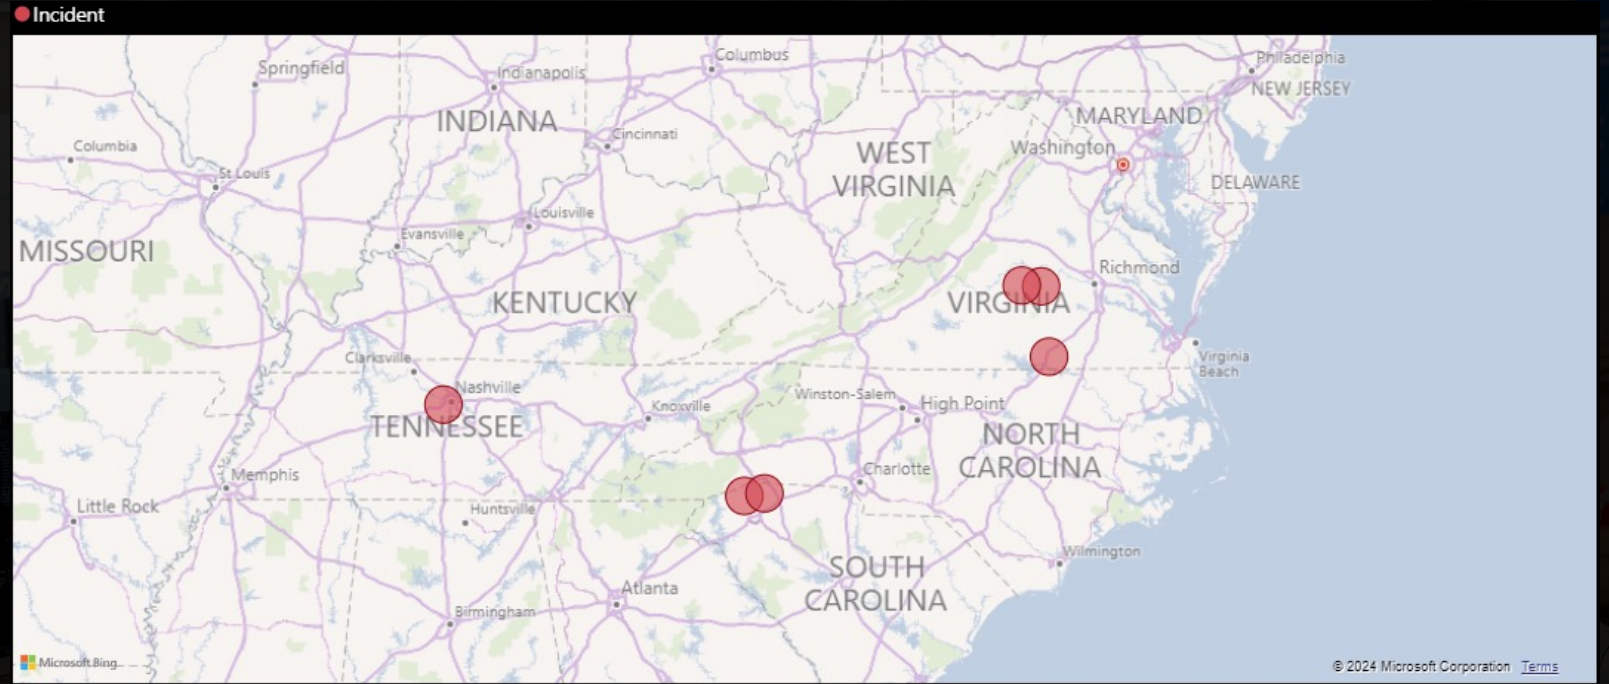 Incident
Springfield
Indianapolis
Columbus
Philadelphia
NEW JERSEY
INDIANA
MARYLAND
Columbia
Cincinnati
WEST
VIRGINIA
Washington
St Louis
DELAWARE
Louisville
Evansville
MISSOURI
Richmond
KENTUCKY
VIRGINIA
Clarksville
Virginia
Beach
Nashville
Knoxville
Winston-Salem
High Point
TENNESSEE
NORTH
CAROLINA
Memphis
Charlotte
Little Rock
Huntsville
Wilmington
SOUTH
CAROLINA
Atlanta
Birmingham
Microsoft Bing
© 2024 Microsoft Corporation Terms